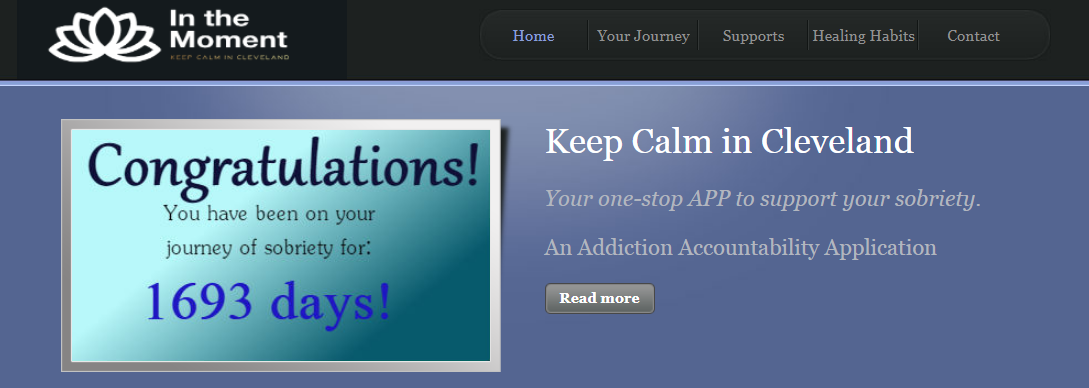 In the
Moment
KEEP CALM IN CLEVELAND
Home
Your Journey
Supports
Healing Habits
Contact
Congratulations!
You have been on your
journey of sobriety for:
1693 days!
Keep Calm in Cleveland
Your one-stop APP to support your sobriety.
An Addiction Accountability Application
Read more